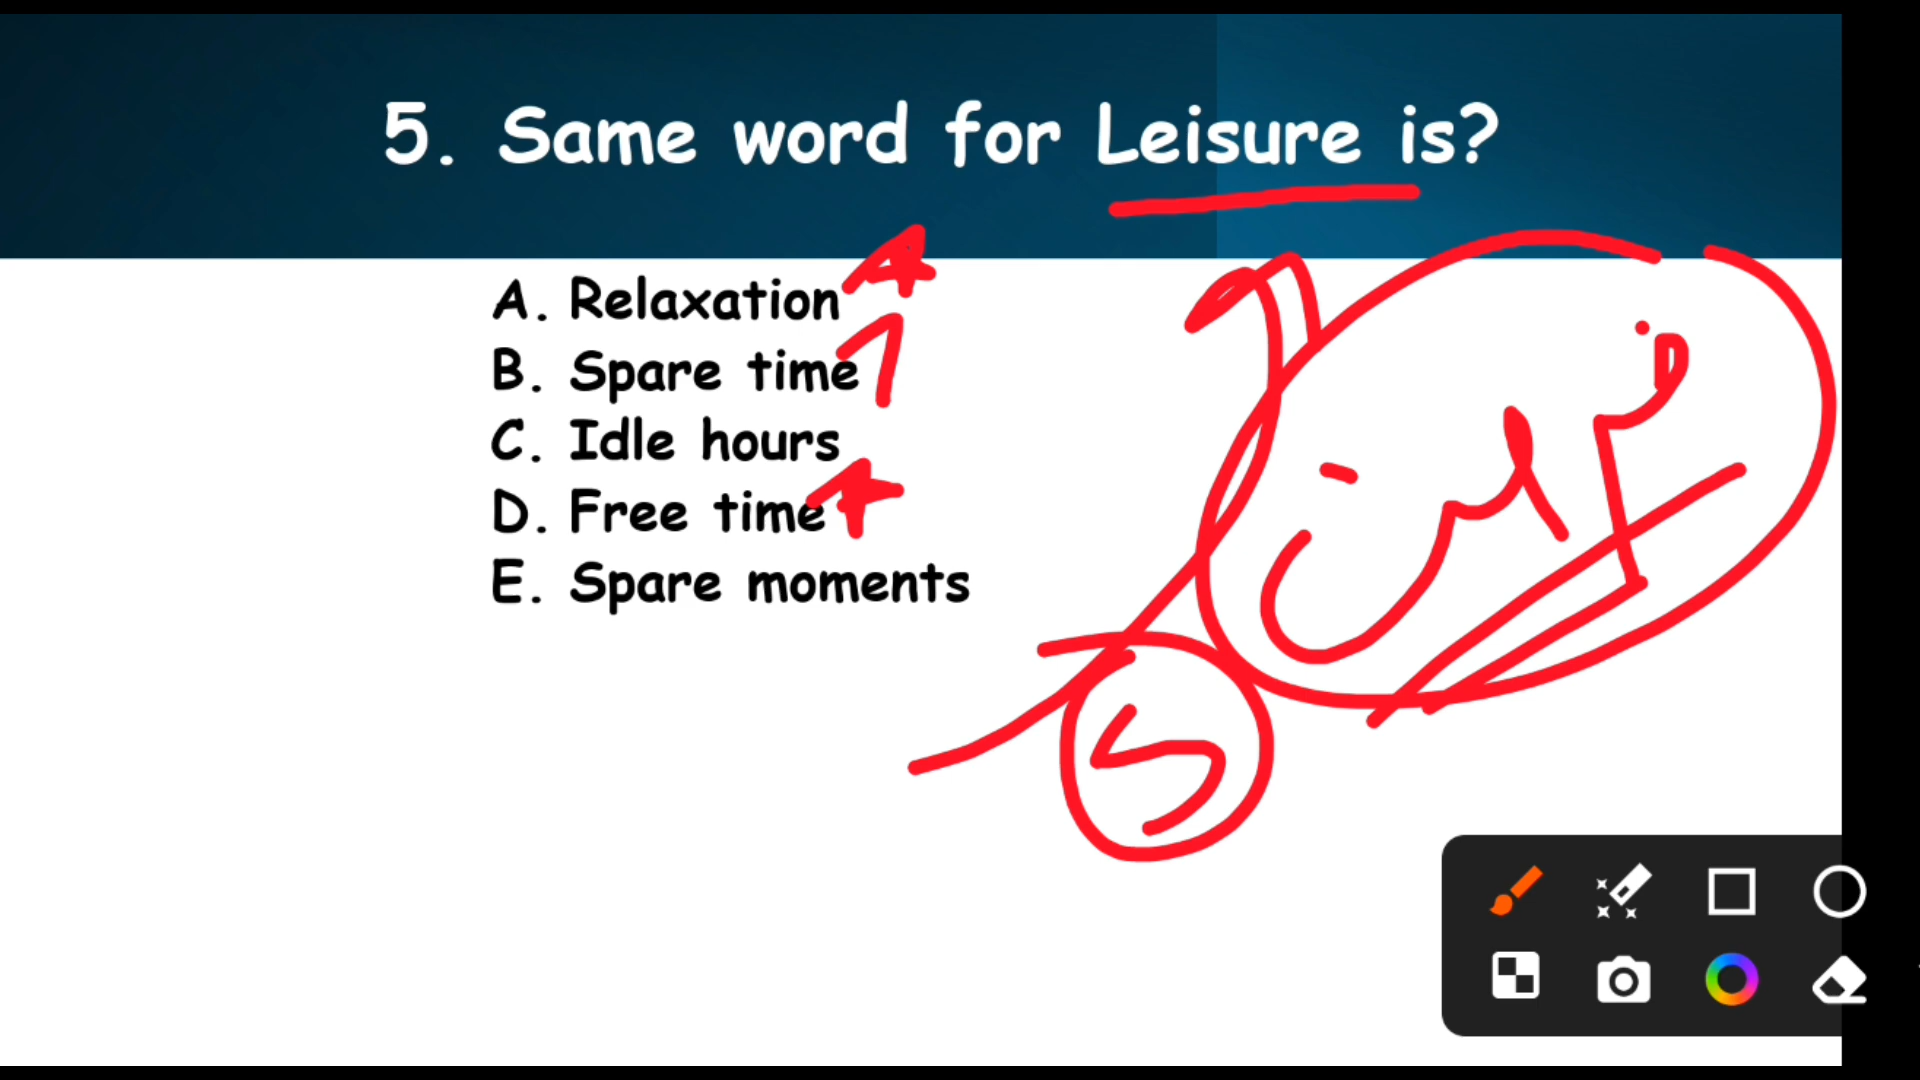 5. Same word for Leisure is?
A. Relaxation
B. Spare time
C. Idle hours
D. Free time
E. Spare moments